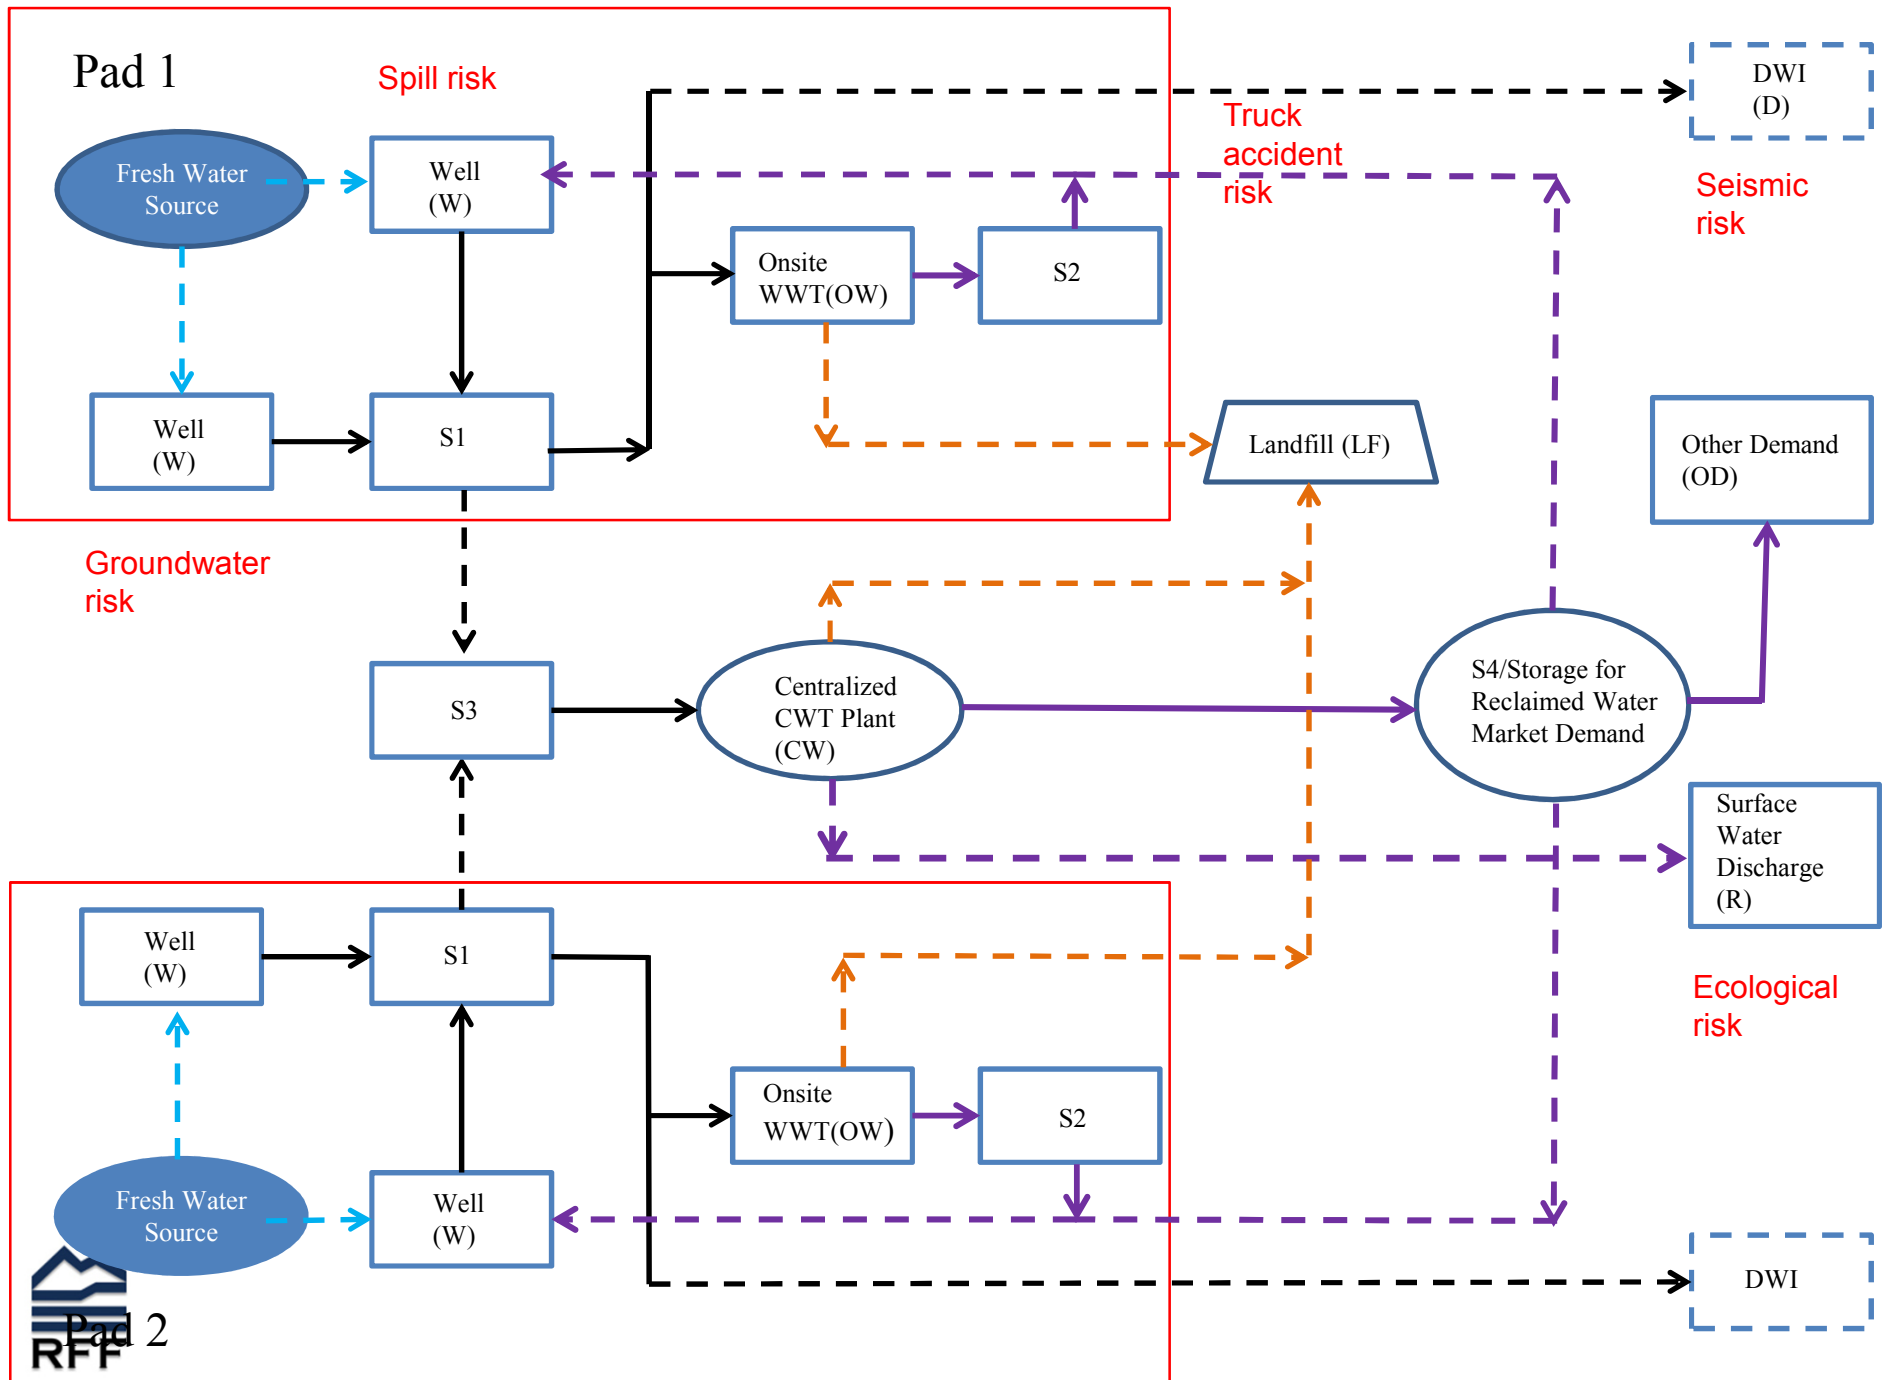 Pad 1
Spill risk
DWI
(D)
Truck
accident
risk
Fresh Water
Source
Well
(W)
Seismic
risk
Onsite
WWT(OW)
S2
Well
(W)
S1
Landfill (LF)
Other Demand
(OD)
Groundwater
risk
S3
Centralized
CWT Plant
(CW)
S4/Storage for
Reclaimed Water
Market Demand
Surface
Water
Discharge
(R)
Well
(W)
S1
Ecological
risk
Onsite
WWT(OW)
S2
Fresh Water
Source
Well
(W)
DWI
Pad 2
RFF